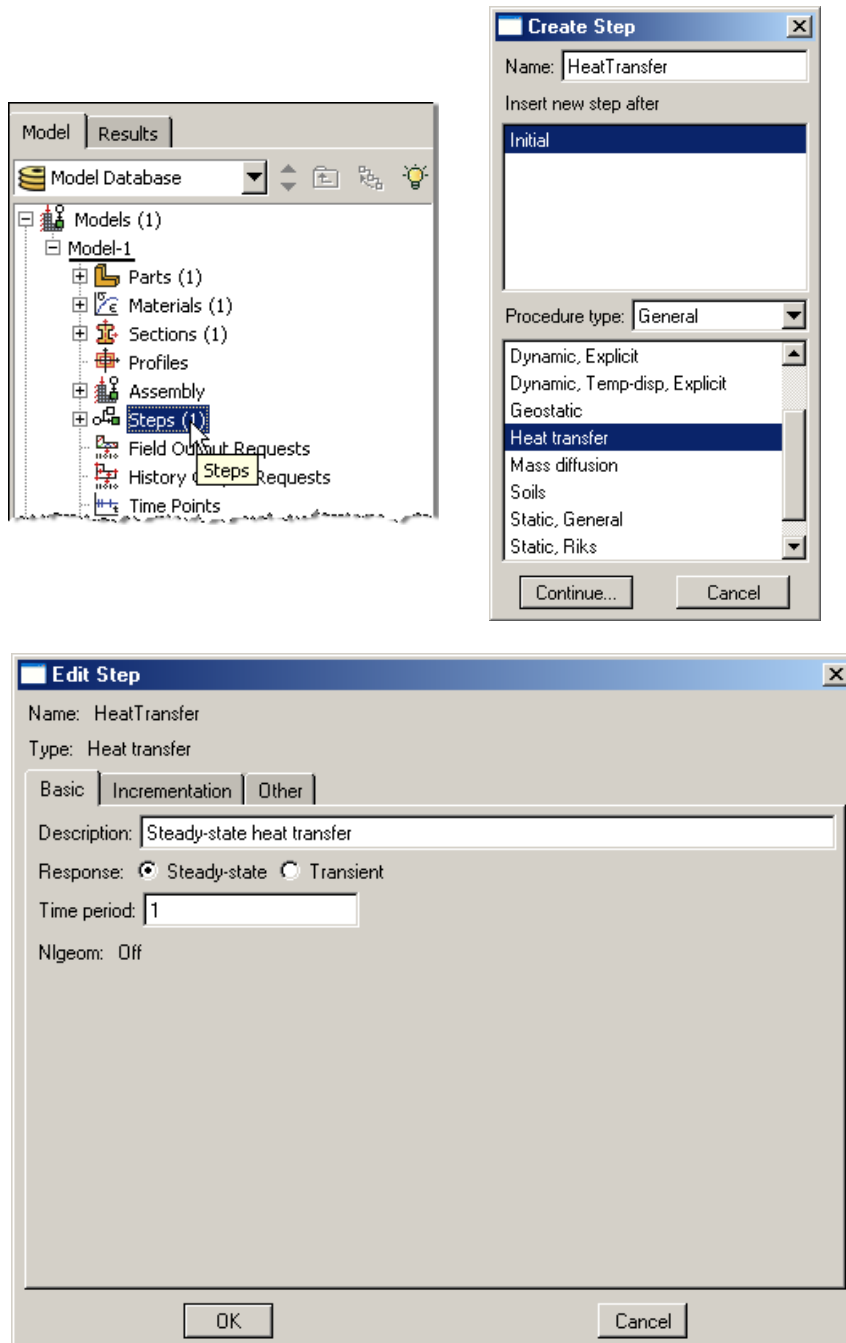 Model Results
Model Database
Models (1)
Model-1
Parts (1)
Materials (1)
Sections (1)
Profiles
Assembly
Steps (1)
Field Output Requests
Steps
History Requests
Time Points
Create Step
Name: HeatTransfer
Insert new step after
Initial
Procedure type: General
Dynamic, Explicit
Dynamic, Temp-disp, Explicit
Geostatic
Heat transfer
Mass diffusion
Soils
Static, General
Static, Riks
Continue... Cancel
Edit Step
Name: HeatTransfer
Type: Heat transfer
Basic Incrementation Other
Description: Steady-state heat transfer
Response: Steady-state Transient
Time period: 1
Nlgeom: Off
OK Cancel